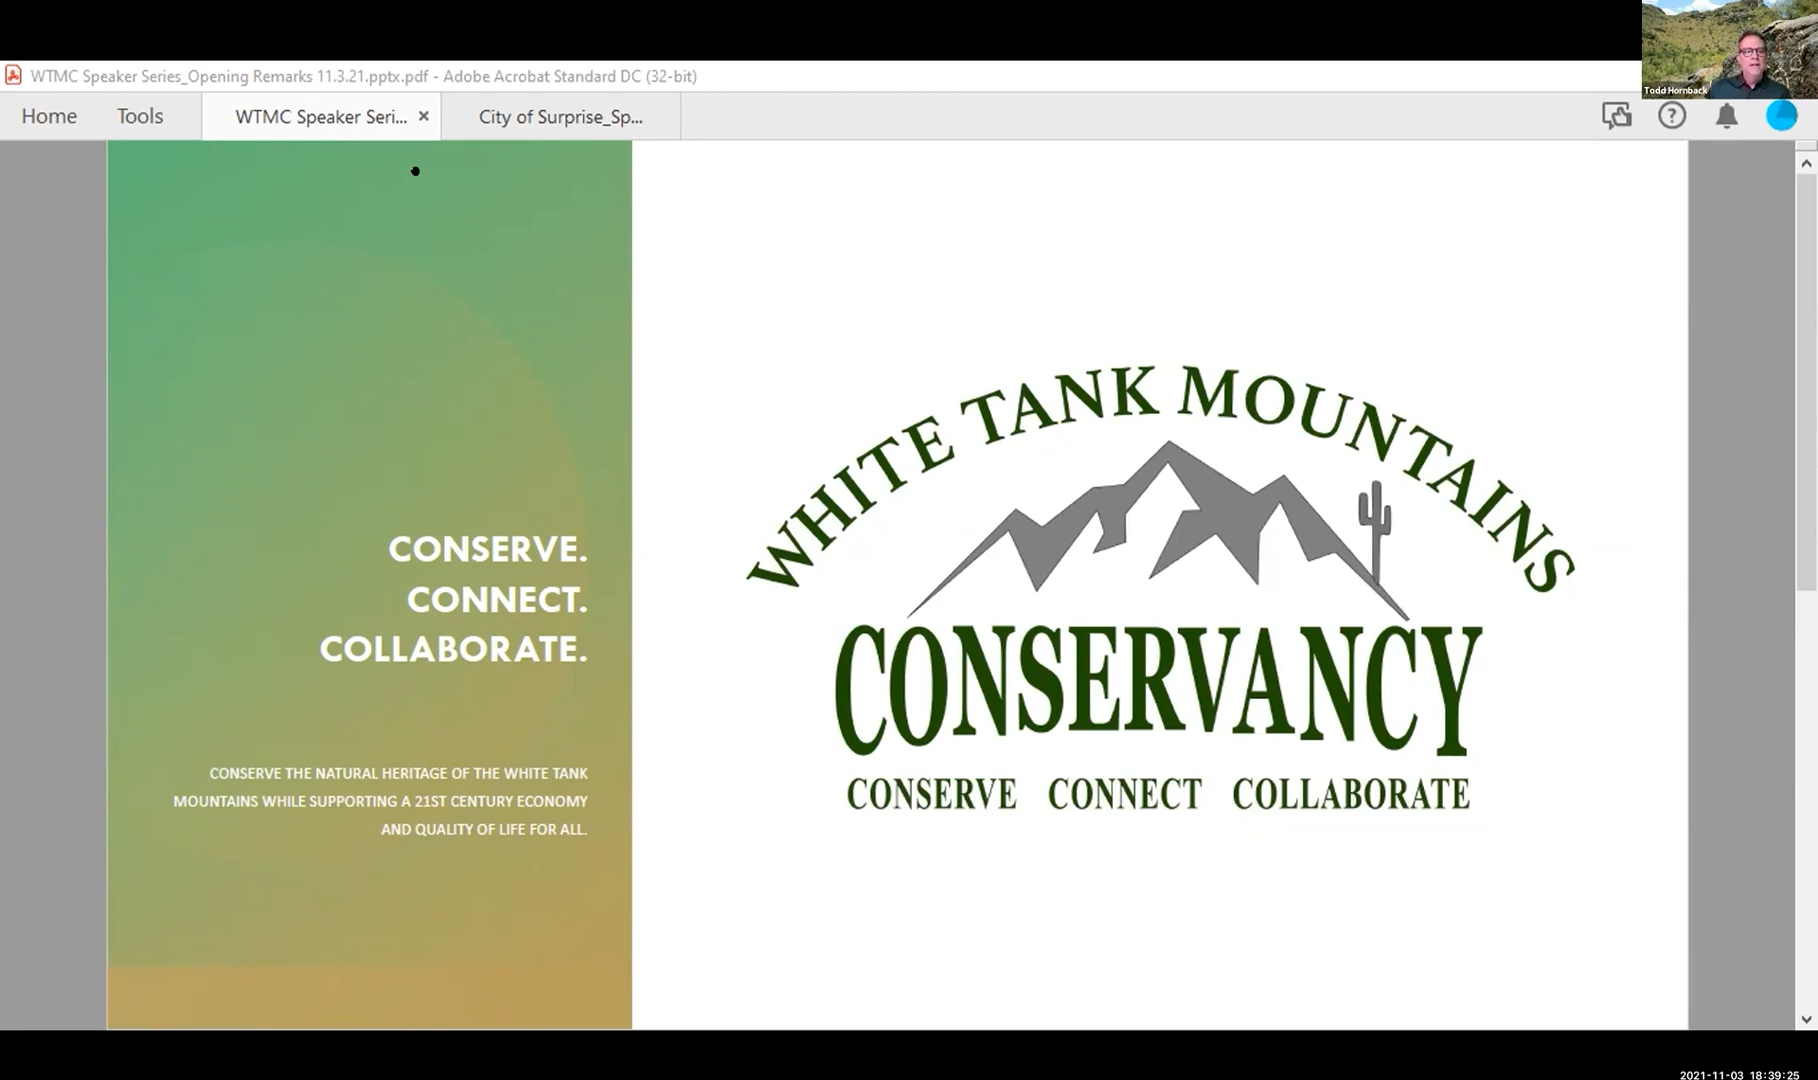 Todd Hornback
WTMC Speaker Series_Opening Remarks 11.3.21.pptx.pdf - Adobe Acrobat Standard DC (32-bit)
Home Tools WTMC Speaker Seri... × City of Surprise_Sp... ?
CONSERVE.
CONNECT.
COLLABORATE.
CONSERVE THE NATURAL HERITAGE OF THE WHITE TANK
MOUNTAINS WHILE SUPPORTING A 21ST CENTURY ECONOMY
AND QUALITY OF LIFE FOR ALL.
WHITE TANK MOUNTAINS
CONSERVANCY
CONSERVE CONNECT COLLABORATE
2021-11-03 18:39:25